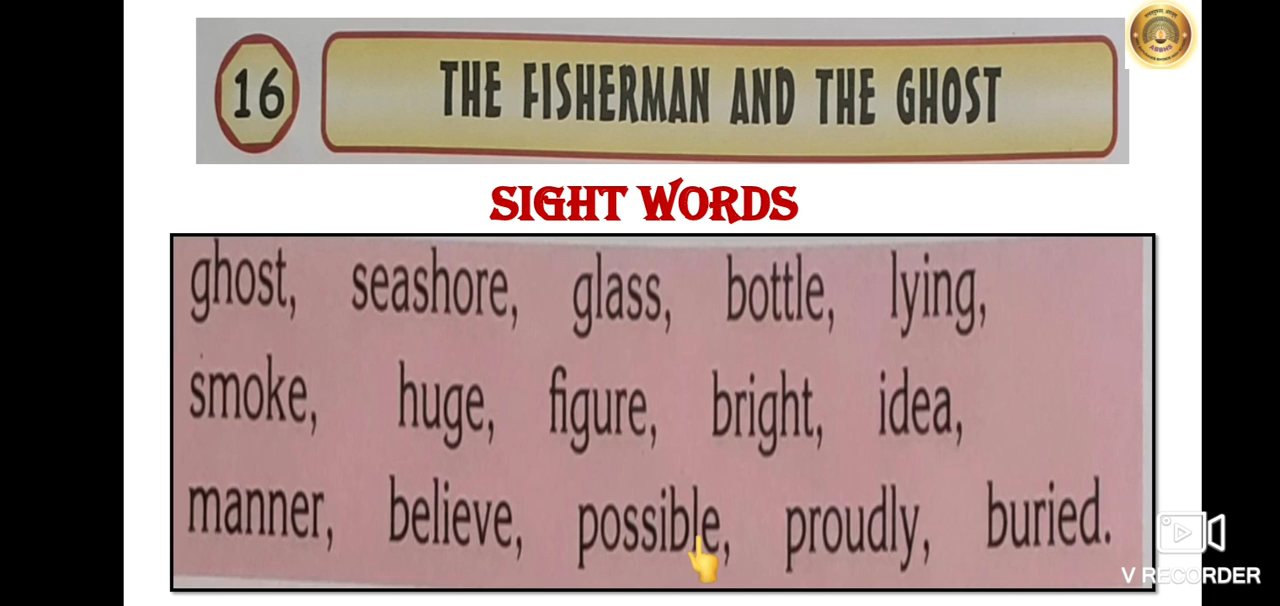 16
THE FISHERMAN AND THE GHOST
ABBHS
SIGHT WORDS
ghost, seashore, glass, bottle, lying,
smoke, huge, figure, bright, idea,
manner, believe, possible, proudly, buried.
V RECORDER